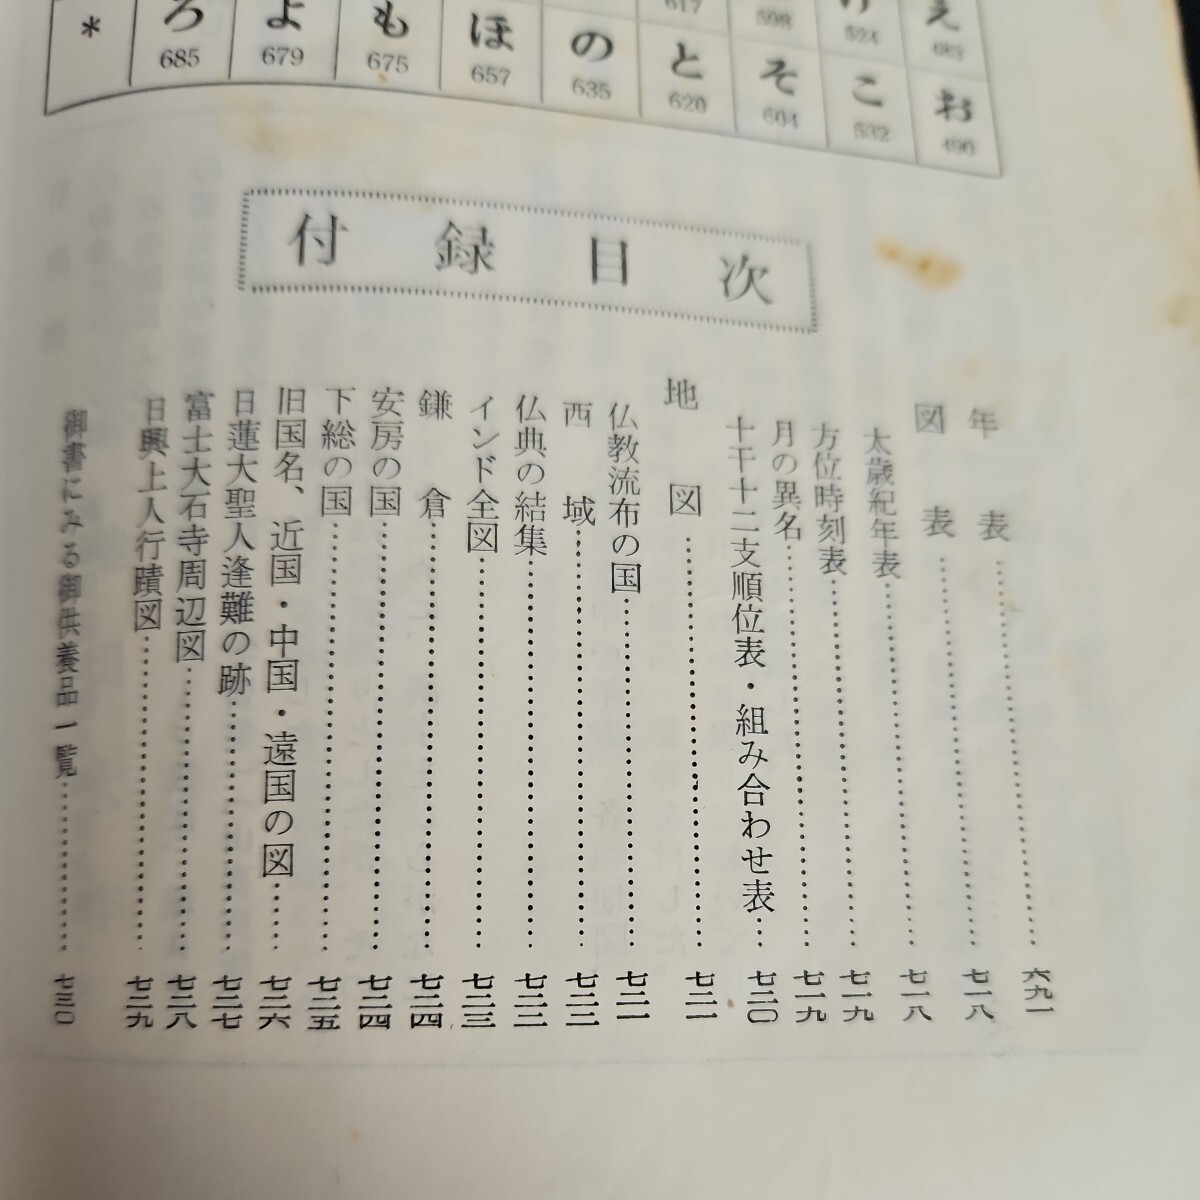 え け
483 524 598 617
お こ そ と の ほ も よ ろ *
490 532 604 620 635 657 675 679 685
付録目次
年表……六九一
図表……七一八
太歳紀年表……七一八
方位時刻表……七一九
月の異名……七一九
十干十二支順位表・組み合わせ表……七二〇
地図……七二一
仏教流布の国……七二一
西域……七二二
仏典の結集……七二二
インド全図……七二三
鎌倉……七二四
安房の国……七二四
下総の国……七二五
旧国名、近国・中国・遠国の図……七二六
日蓮大聖人逢難の跡……七二七
富士大石寺周辺図……七二八
日興上人行蹟図……七二九
御書にみる御供養品一覧……七三〇